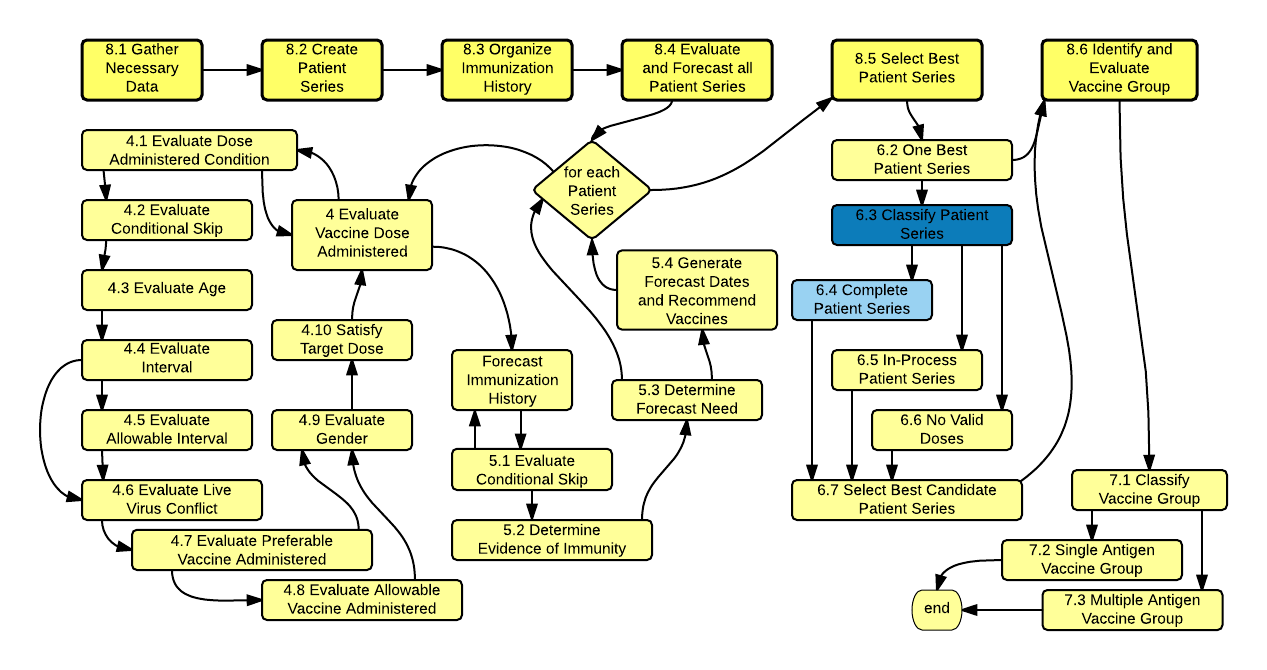 8.1 Gather
Necessary
Data
8.2 Create
Patient
Series
8.3 Organize
Immunization
History
8.4 Evaluate
and Forecast all
Patient Series
8.5 Select Best
Patient Series
8.6 Identify and
Evaluate
Vaccine Group
4.1 Evaluate Dose
Administered Condition
4.2 Evaluate
Conditional Skip
4.3 Evaluate Age
4.4 Evaluate
Interval
4.5 Evaluate
Allowable Interval
4.6 Evaluate Live
Virus Conflict
4.7 Evaluate Preferable
Vaccine Administered
4.8 Evaluate Allowable
Vaccine Administered
4.9 Evaluate
Gender
4.10 Satisfy
Target Dose
4 Evaluate
Vaccine Dose
Administered
for each
Patient
Series
Forecast
Immunization
History
5.1 Evaluate
Conditional Skip
5.2 Determine
Evidence of Immunity
5.3 Determine
Forecast Need
5.4 Generate
Forecast Dates
and Recommend
Vaccines
6.2 One Best
Patient Series
6.3 Classify Patient
Series
6.4 Complete
Patient Series
6.5 In-Process
Patient Series
6.6 No Valid
Doses
6.7 Select Best Candidate
Patient Series
7.1 Classify
Vaccine Group
7.2 Single Antigen
Vaccine Group
7.3 Multiple Antigen
Vaccine Group
end